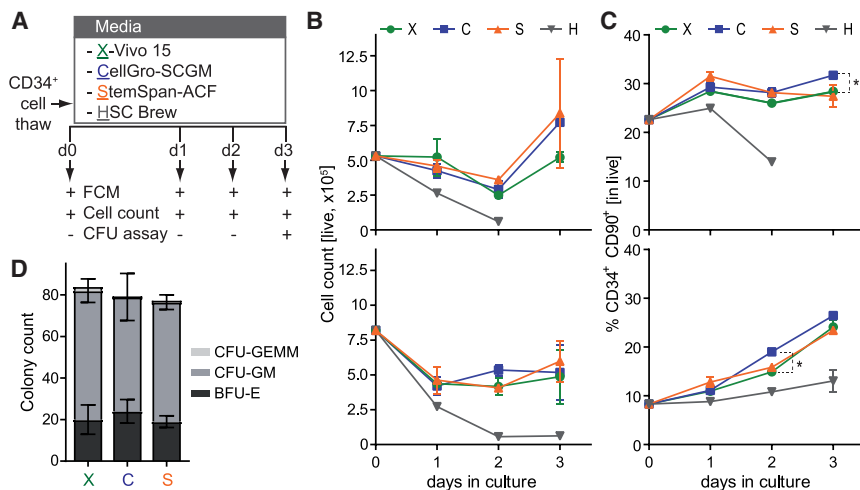 A
Media
- X-Vivo 15
- CellGro-SCGM
- StemSpan-ACF
- HSC Brew
CD34+
cell
thaw
d0 d1 d2 d3
+ FCM + + +
+ Cell count + + +
- CFU assay - - +
B
X C S H
Cell count [live, x10⁵]
12.5
10.0
7.5
5.0
2.5
0
12.5
10.0
7.5
5.0
2.5
0
0 1 2 3
days in culture
C
X C S H
% CD34+ CD90+ [in live]
40
30
20
10
0
*
40
30
20
10
0
*
0 1 2 3
days in culture
D
Colony count
80
60
40
20
0
X C S
CFU-GEMM
CFU-GM
BFU-E